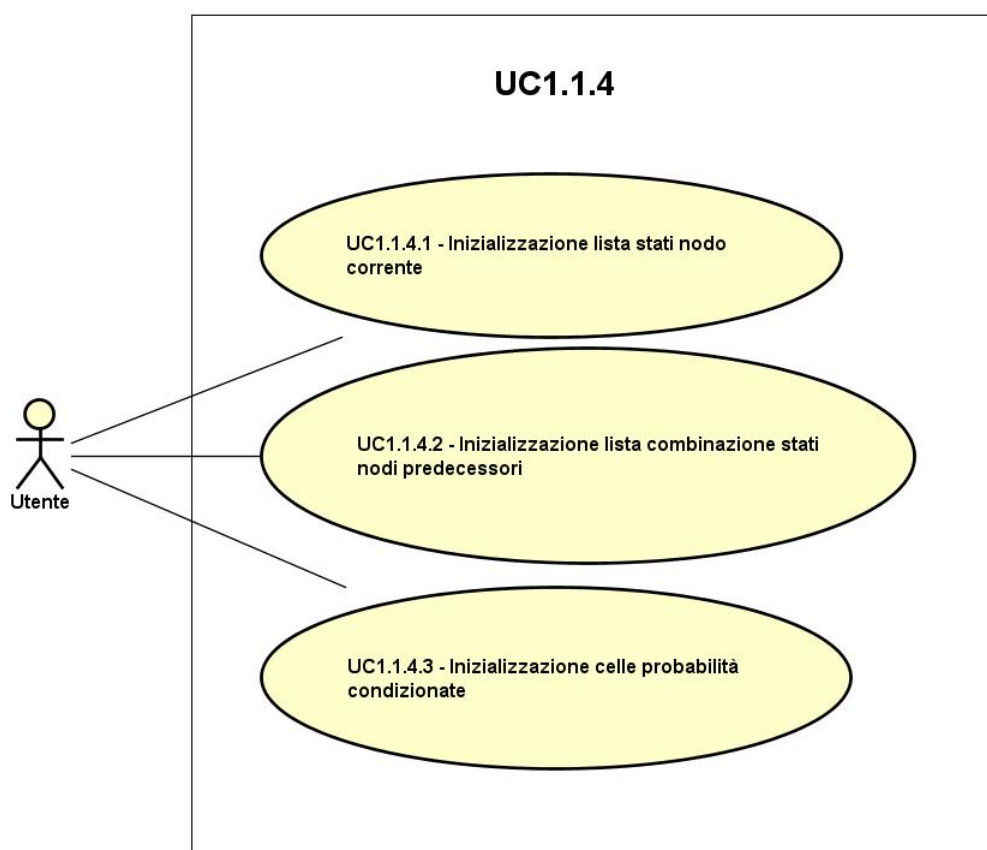 UC1.1.4
UC1.1.4.1 - Inizializzazione lista stati nodo
corrente
UC1.1.4.2 - Inizializzazione lista combinazione stati
nodi predecessori
Utente
UC1.1.4.3 - Inizializzazione celle probabilità
condizionate